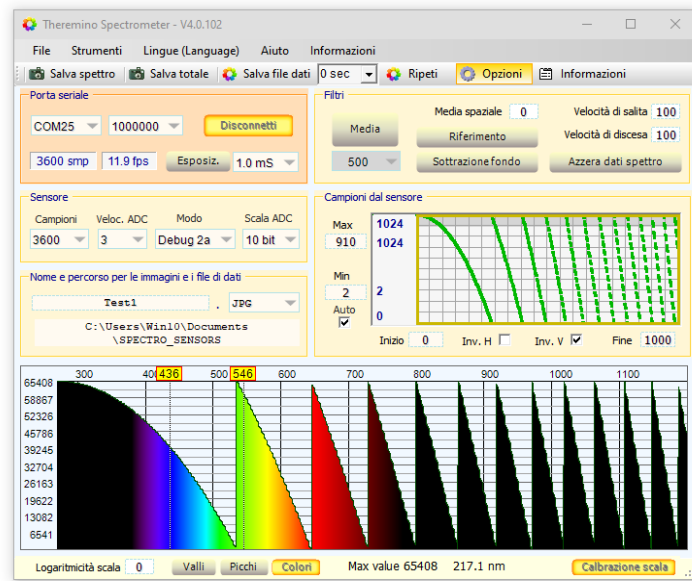 Theremino Spectrometer - V4.0.102
File Strumenti Lingue (Language) Aiuto Informazioni
Salva spettro Salva totale Salva file dati 0 sec Ripeti Opzioni Informazioni
Porta seriale
COM25 1000000 Disconnetti
3600 smp 11.9 fps Esposiz. 1.0 mS
Filtri
Media Media spaziale 0 Velocità di salita 100
Riferimento Velocità di discesa 100
500 Sottrazione fondo Azzera dati spettro
Sensore
Campioni Veloc. ADC Modo Scala ADC
3600 3 Debug 2a 10 bit
Nome e percorso per le immagini e i file di dati
Test1 . JPG
C:\Users\Win10\Documents
\SPECTRO_SENSORS
Campioni dal sensore
Max 1024
910 1024
Min
2 2
Auto 0
Inizio 0 Inv. H Inv. V Fine 1000
300 40 436 500 546 600 700 800 900 1000 1100
65408
58867
52326
45786
39245
32704
26163
19622
13082
6541
Logaritmicità scala 0 Valli Picchi Colori Max value 65408 217.1 nm Calbrazione scala